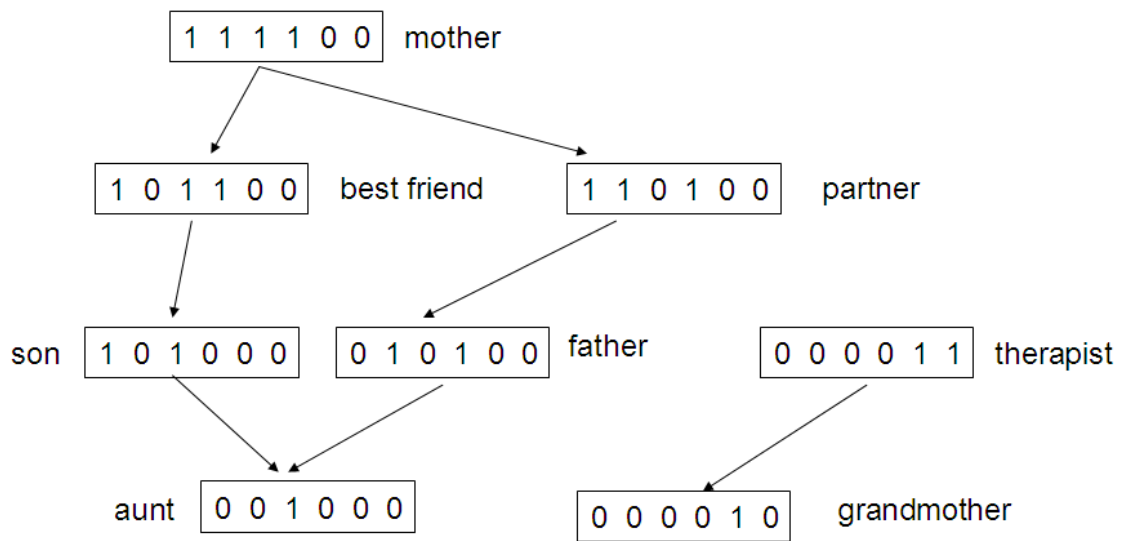 1 1 1 1 0 0 mother
1 0 1 1 0 0 best friend
1 1 0 1 0 0 partner
son 1 0 1 0 0 0
0 1 0 1 0 0 father
0 0 0 0 1 1 therapist
aunt 0 0 1 0 0 0
0 0 0 0 1 0 grandmother